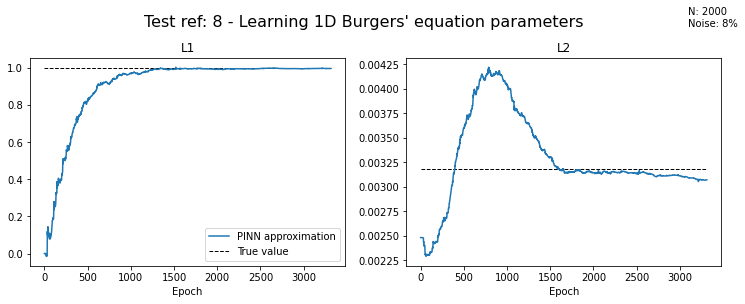 Test ref: 8 - Learning 1D Burgers' equation parameters
N: 2000
Noise: 8%
L1
1.0
0.8
0.6
0.4
0.2
0.0
0 500 1000 1500 2000 2500 3000
Epoch
PINN approximation
True value
L2
0.00425
0.00400
0.00375
0.00350
0.00325
0.00300
0.00275
0.00250
0.00225
0 500 1000 1500 2000 2500 3000
Epoch